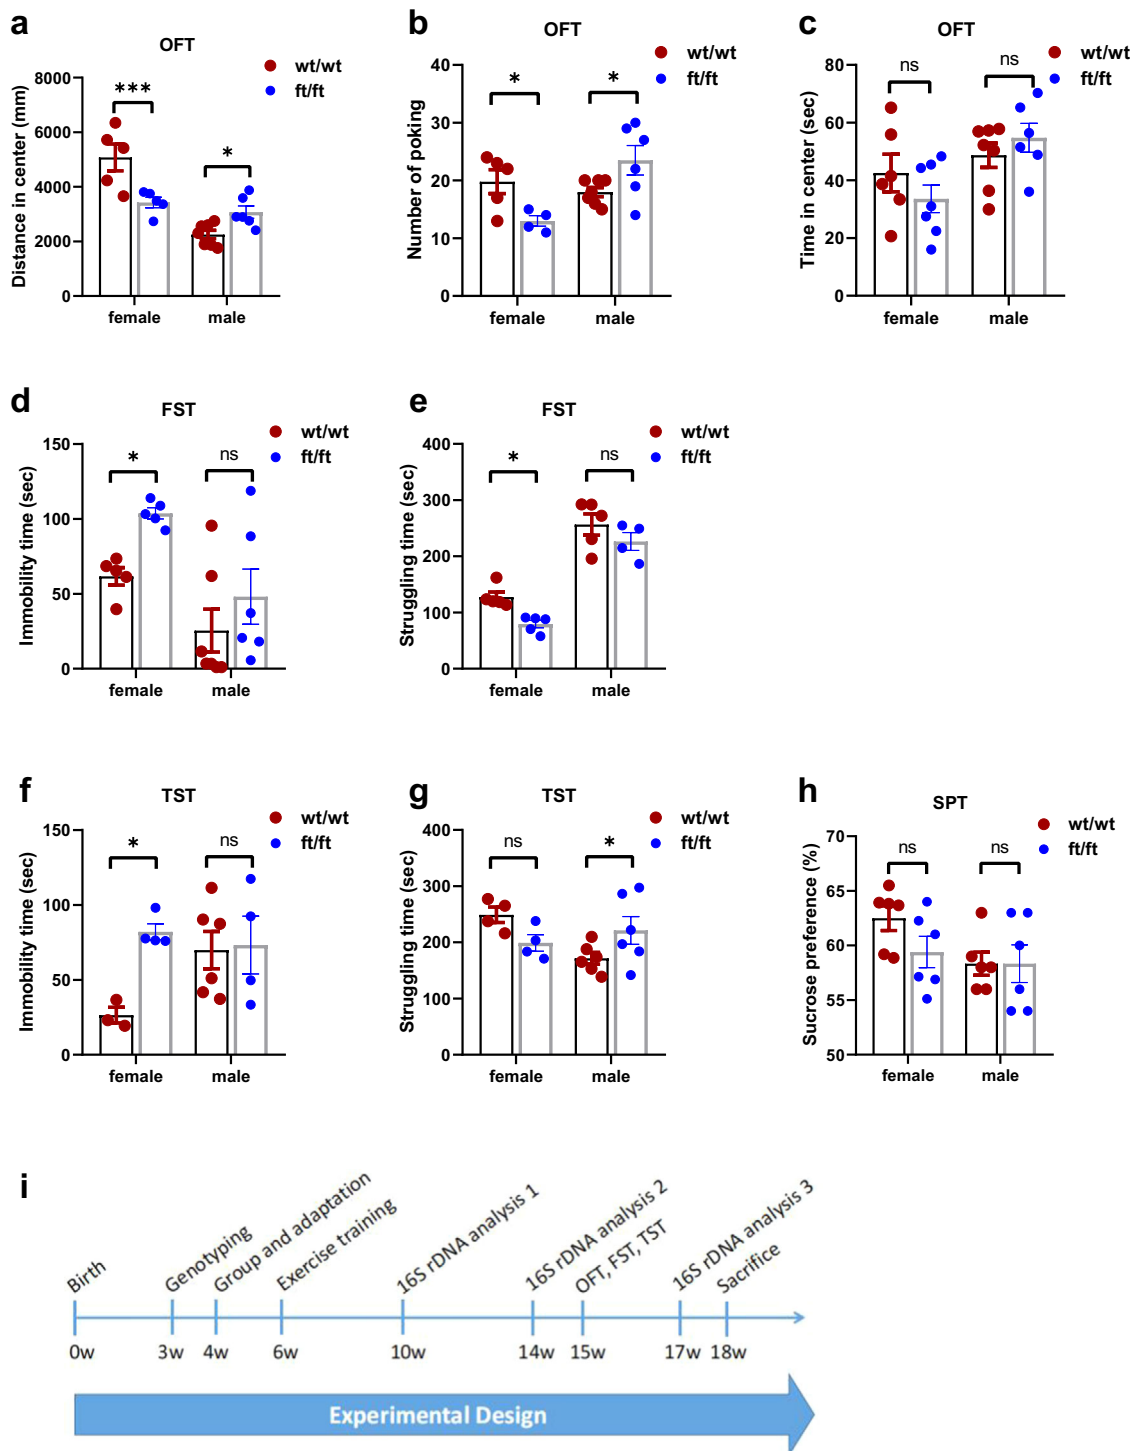 a
OFT
wt/wt
ft/ft
Distance in center (mm)
8000
6000
4000
2000
0
***
*
female
male
b
OFT
wt/wt
ft/ft
Number of poking
40
30
20
10
0
*
*
female
male
c
OFT
wt/wt
ft/ft
Time in center (sec)
80
60
40
20
0
ns
ns
female
male
d
FST
wt/wt
ft/ft
Immobility time (sec)
150
100
50
0
*
ns
female
male
e
FST
wt/wt
ft/ft
Struggling time (sec)
400
300
200
100
0
*
ns
female
male
f
TST
wt/wt
ft/ft
Immobility time (sec)
150
100
50
0
*
ns
female
male
g
TST
wt/wt
ft/ft
Struggling time (sec)
400
300
200
100
0
ns
*
female
male
h
SPT
wt/wt
ft/ft
Sucrose preference (%)
70
65
60
55
50
ns
ns
female
male
i
Birth
Genotyping
Group and adaptation
Exercise training
16S rDNA analysis 1
16S rDNA analysis 2
OFT, FST, TST
16S rDNA analysis 3
Sacrifice
0w
3w
4w
6w
10w
14w
15w
17w
18w
Experimental Design